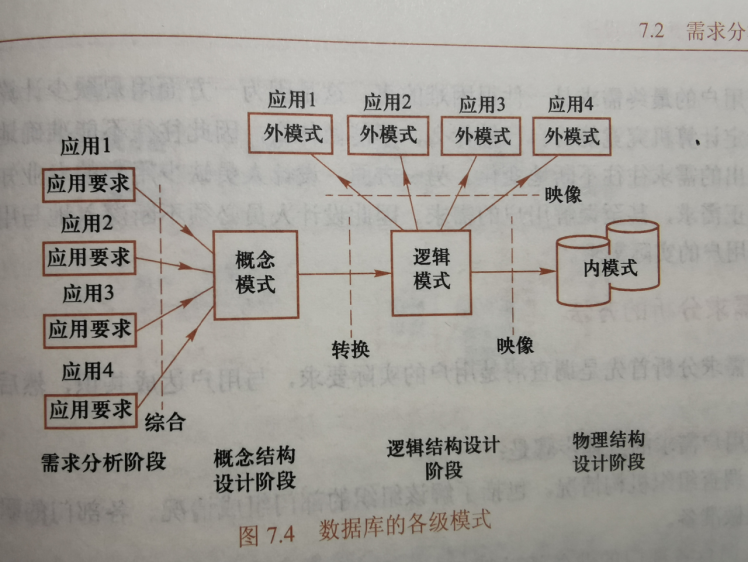 7.2 需求分
应用1 应用2 应用3 应用4
外模式 外模式 外模式 外模式
应用1
应用要求
映像
应用2
应用要求
概念
模式
逻辑
模式
内模式
应用3
应用要求
转换
映像
应用4
应用要求
综合
需求分析阶段
概念结构
设计阶段
逻辑结构设计
阶段
物理结构
设计阶段
图 7.4 数据库的各级模式